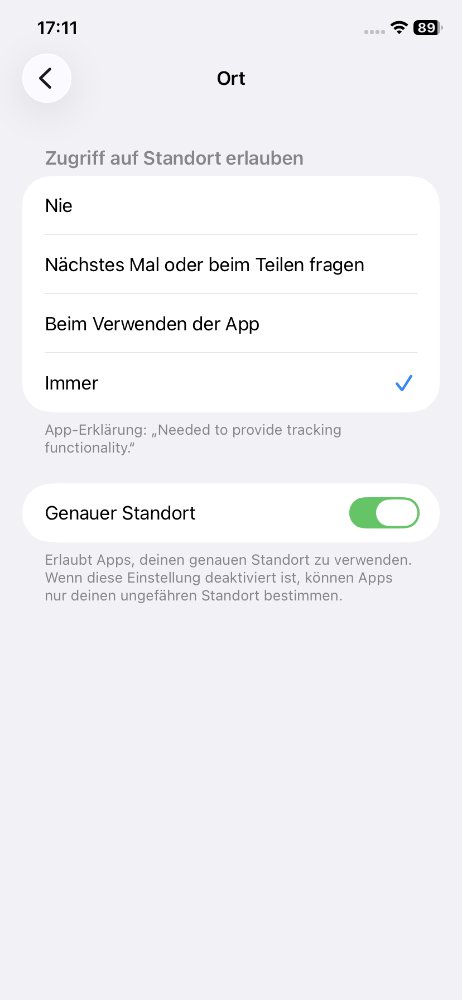 17:11
89
Ort
Zugriff auf Standort erlauben
Nie
Nächstes Mal oder beim Teilen fragen
Beim Verwenden der App
Immer
App-Erklärung: „Needed to provide tracking
functionality.“
Genauer Standort
Erlaubt Apps, deinen genauen Standort zu verwenden.
Wenn diese Einstellung deaktiviert ist, können Apps
nur deinen ungefähren Standort bestimmen.